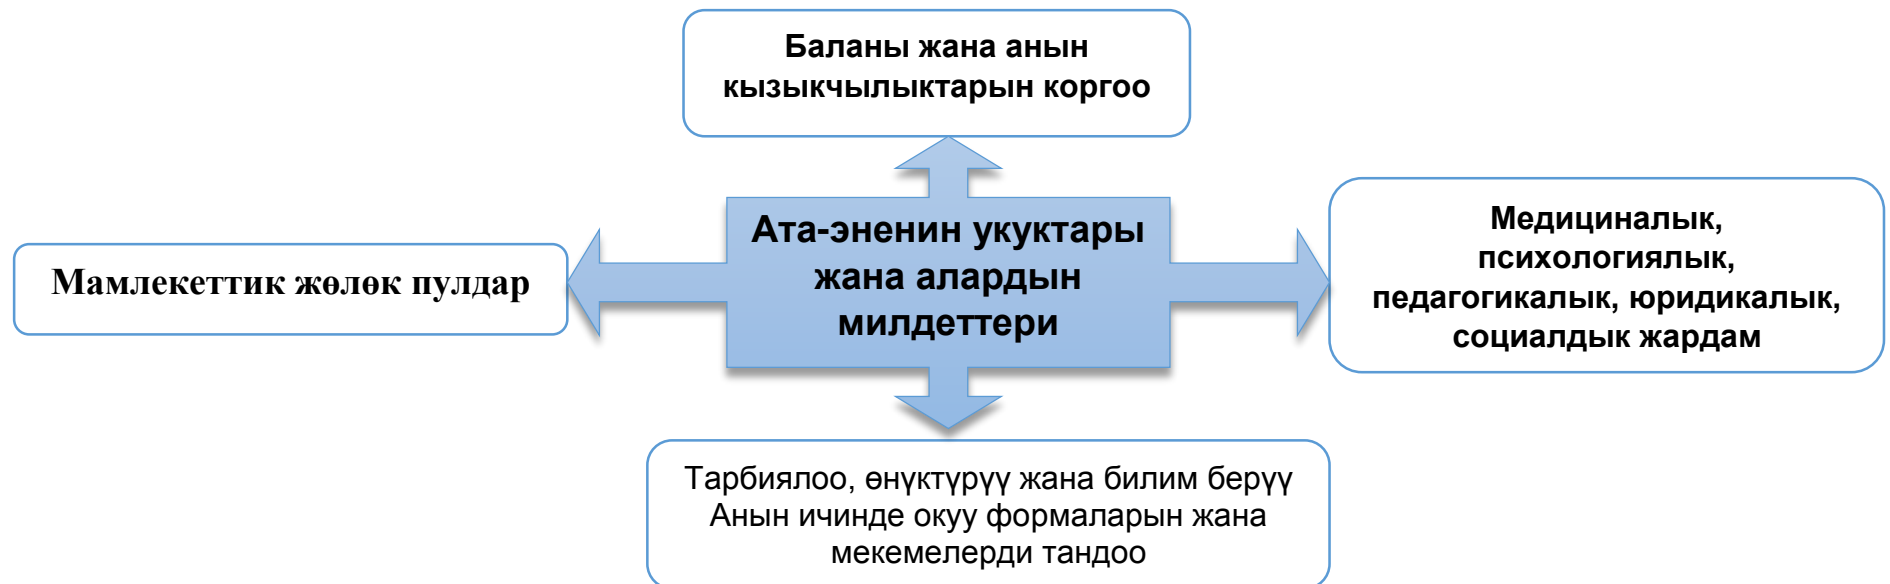 Баланы жана анын
кызыкчылыктарын коргоо
Мамлекеттик жөлөк пулдар
Ата-эненин укуктары
жана алардын
милдеттери
Медициналык,
психологиялык,
педагогикалык, юридикалык,
социалдык жардам
Тарбиялоо, өнүктүрүү жана билим берүү
Анын ичинде окуу формаларын жана
мекемелерди тандоо